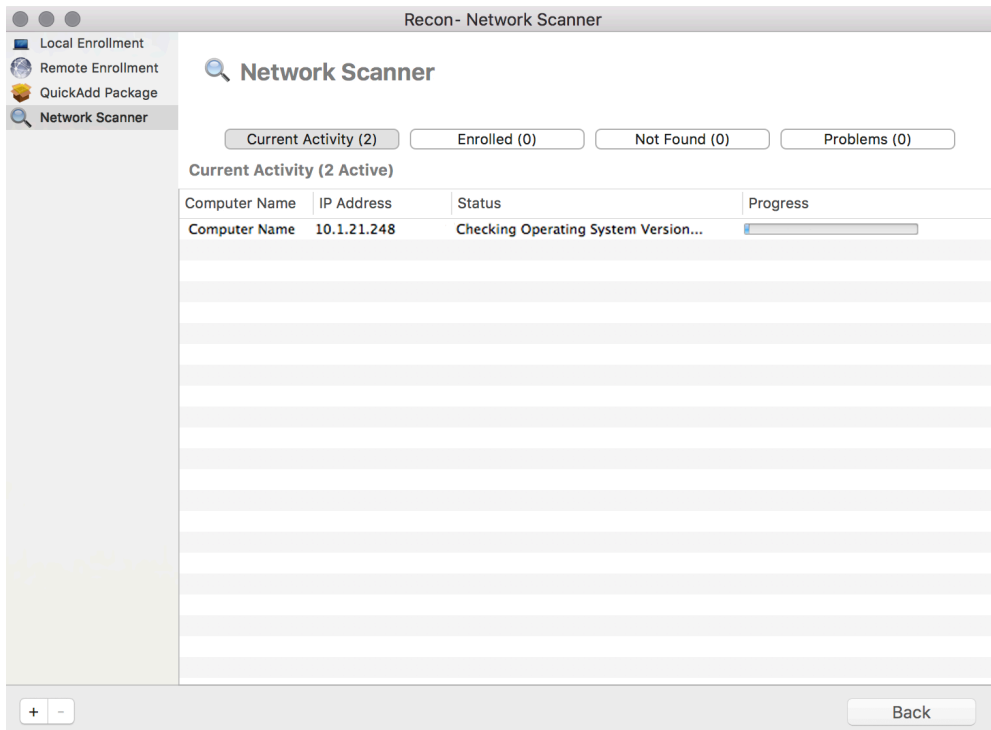 Recon- Network Scanner
Local Enrollment
Remote Enrollment
QuickAdd Package
Network Scanner
Network Scanner
Current Activity (2)
Enrolled (0)
Not Found (0)
Problems (0)
Current Activity (2 Active)
Computer Name IP Address Status Progress
Computer Name 10.1.21.248 Checking Operating System Version...
+ -
Back